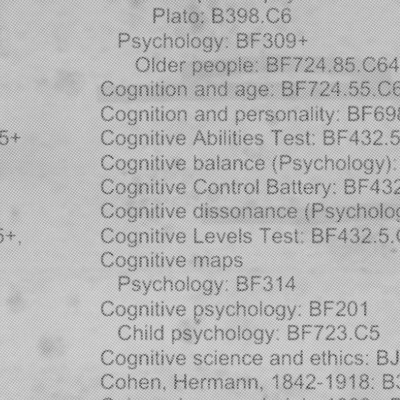 Plato: B398.C6
Psychology: BF309+
Older people: BF724.85.C64
Cognition and age: BF724.55.C6
Cognition and personality: BF698
5+
Cognitive Abilities Test: BF432.5
Cognitive balance (Psychology):
Cognitive Control Battery: BF432
Cognitive dissonance (Psycholog
5+,
Cognitive Levels Test: BF432.5.C
Cognitive maps
Psychology: BF314
Cognitive psychology: BF201
Child psychology: BF723.C5
Cognitive science and ethics: BJ
Cohen, Hermann, 1842-1918: B3